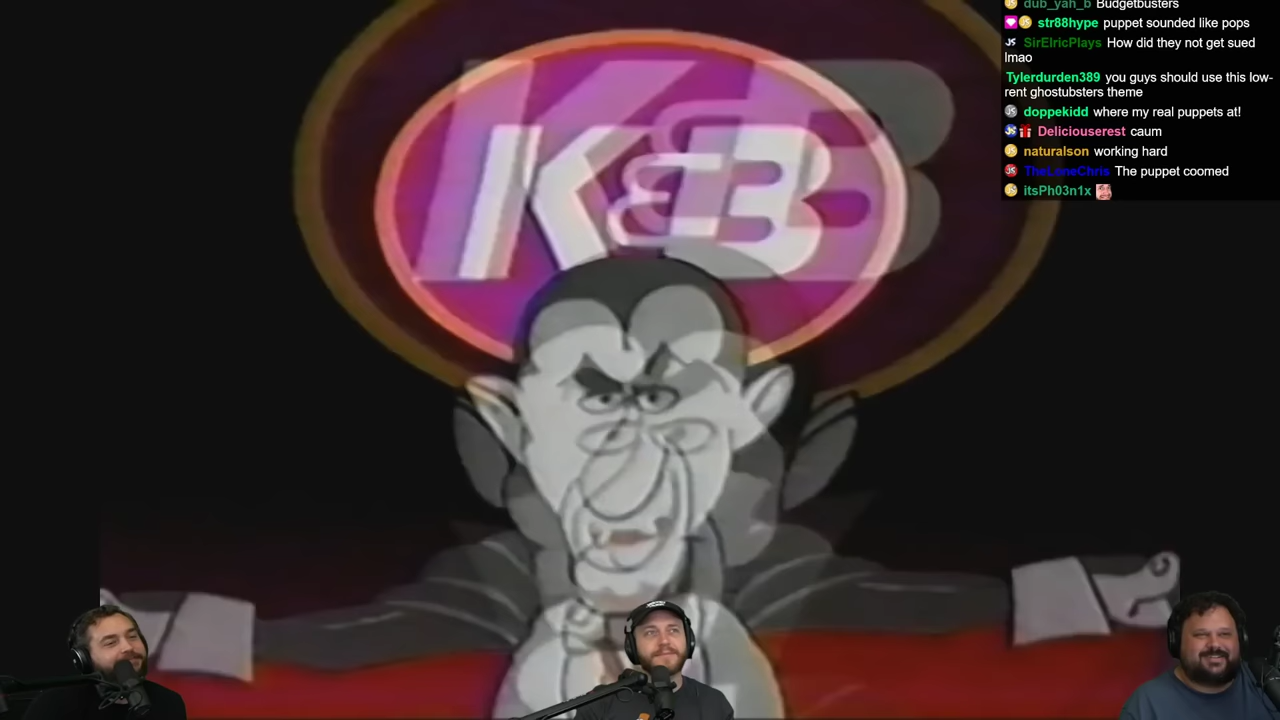 dub_yah_b Budgetbusters
str88hype puppet sounded like pops
SirElricPlays How did they not get sued
lmao
Tylerdurden389 you guys should use this low-
rent ghostubsters theme
doppekidd where my real puppets at!
Deliciouserest caum
naturalson working hard
TheLoneChris The puppet coomed
itsPh03n1x
K&B